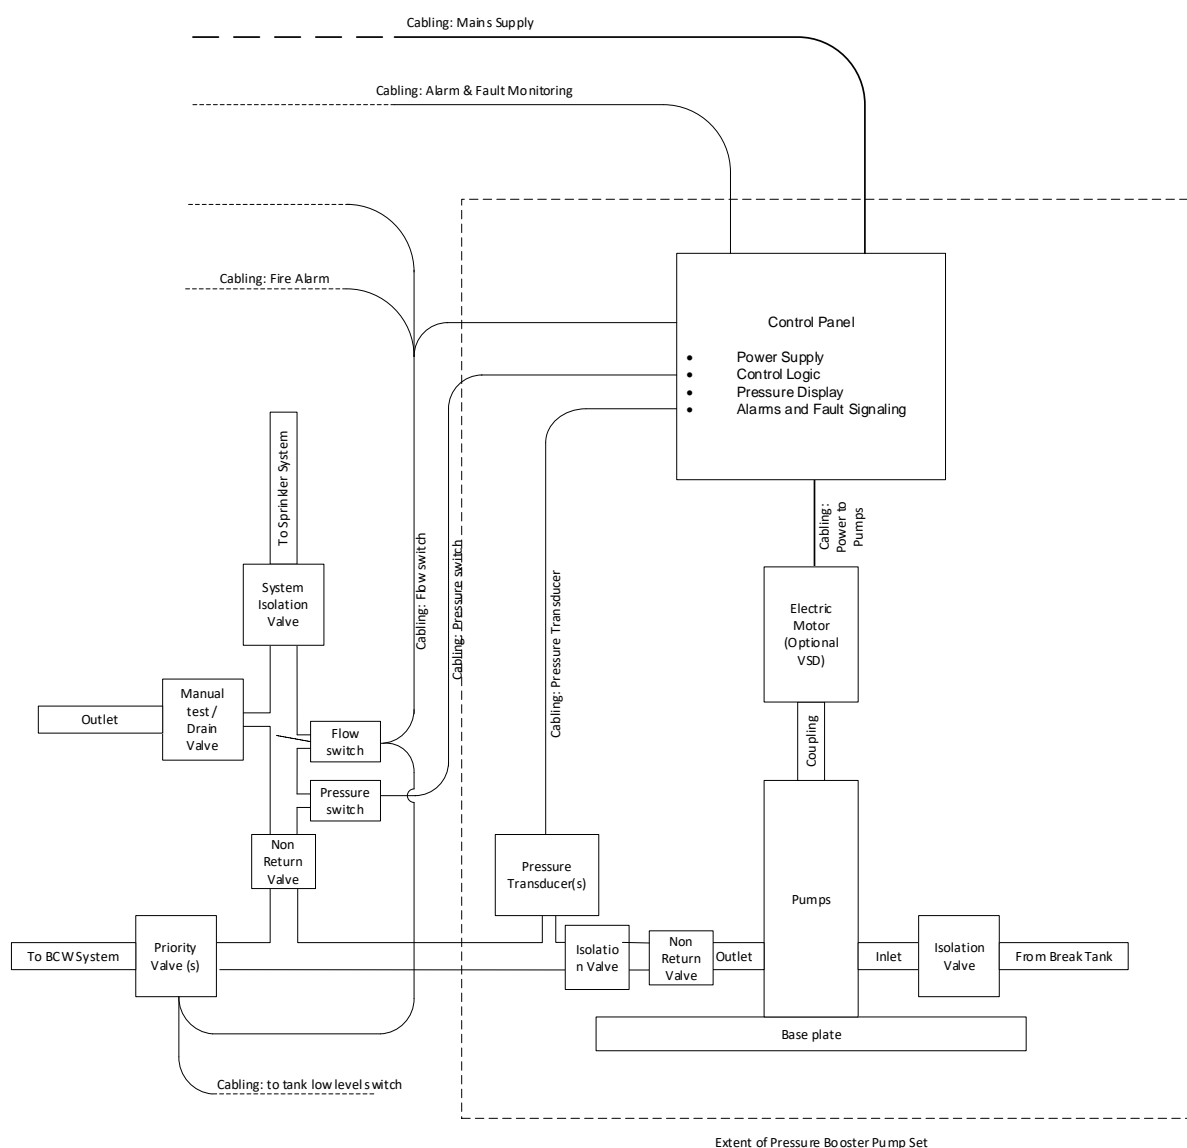 Cabling: Mains Supply
Cabling: Alarm & Fault Monitoring
Cabling: Fire Alarm
Control Panel
• Power Supply
• Control Logic
• Pressure Display
• Alarms and Fault Signaling
To Sprinkler System
Cabling:
Power to
Pumps
Cabling: Flow switch
Cabling: Pressure switch
Cabling: Pressure Transducer
System
Isolation
Valve
Electric
Motor
(Optional
VSD)
Outlet
Manual
test /
Drain
Valve
Flow
switch
Coupling
Pressure
switch
Non
Return
Valve
Pressure
Transducer(s)
Pumps
To BCW System
Priority
Valve (s)
Isolatio
n Valve
Non
Return
Valve
Outlet
Inlet
Isolation
Valve
From Break Tank
Base plate
Cabling: to tank low level switch
Extent of Pressure Booster Pump Set